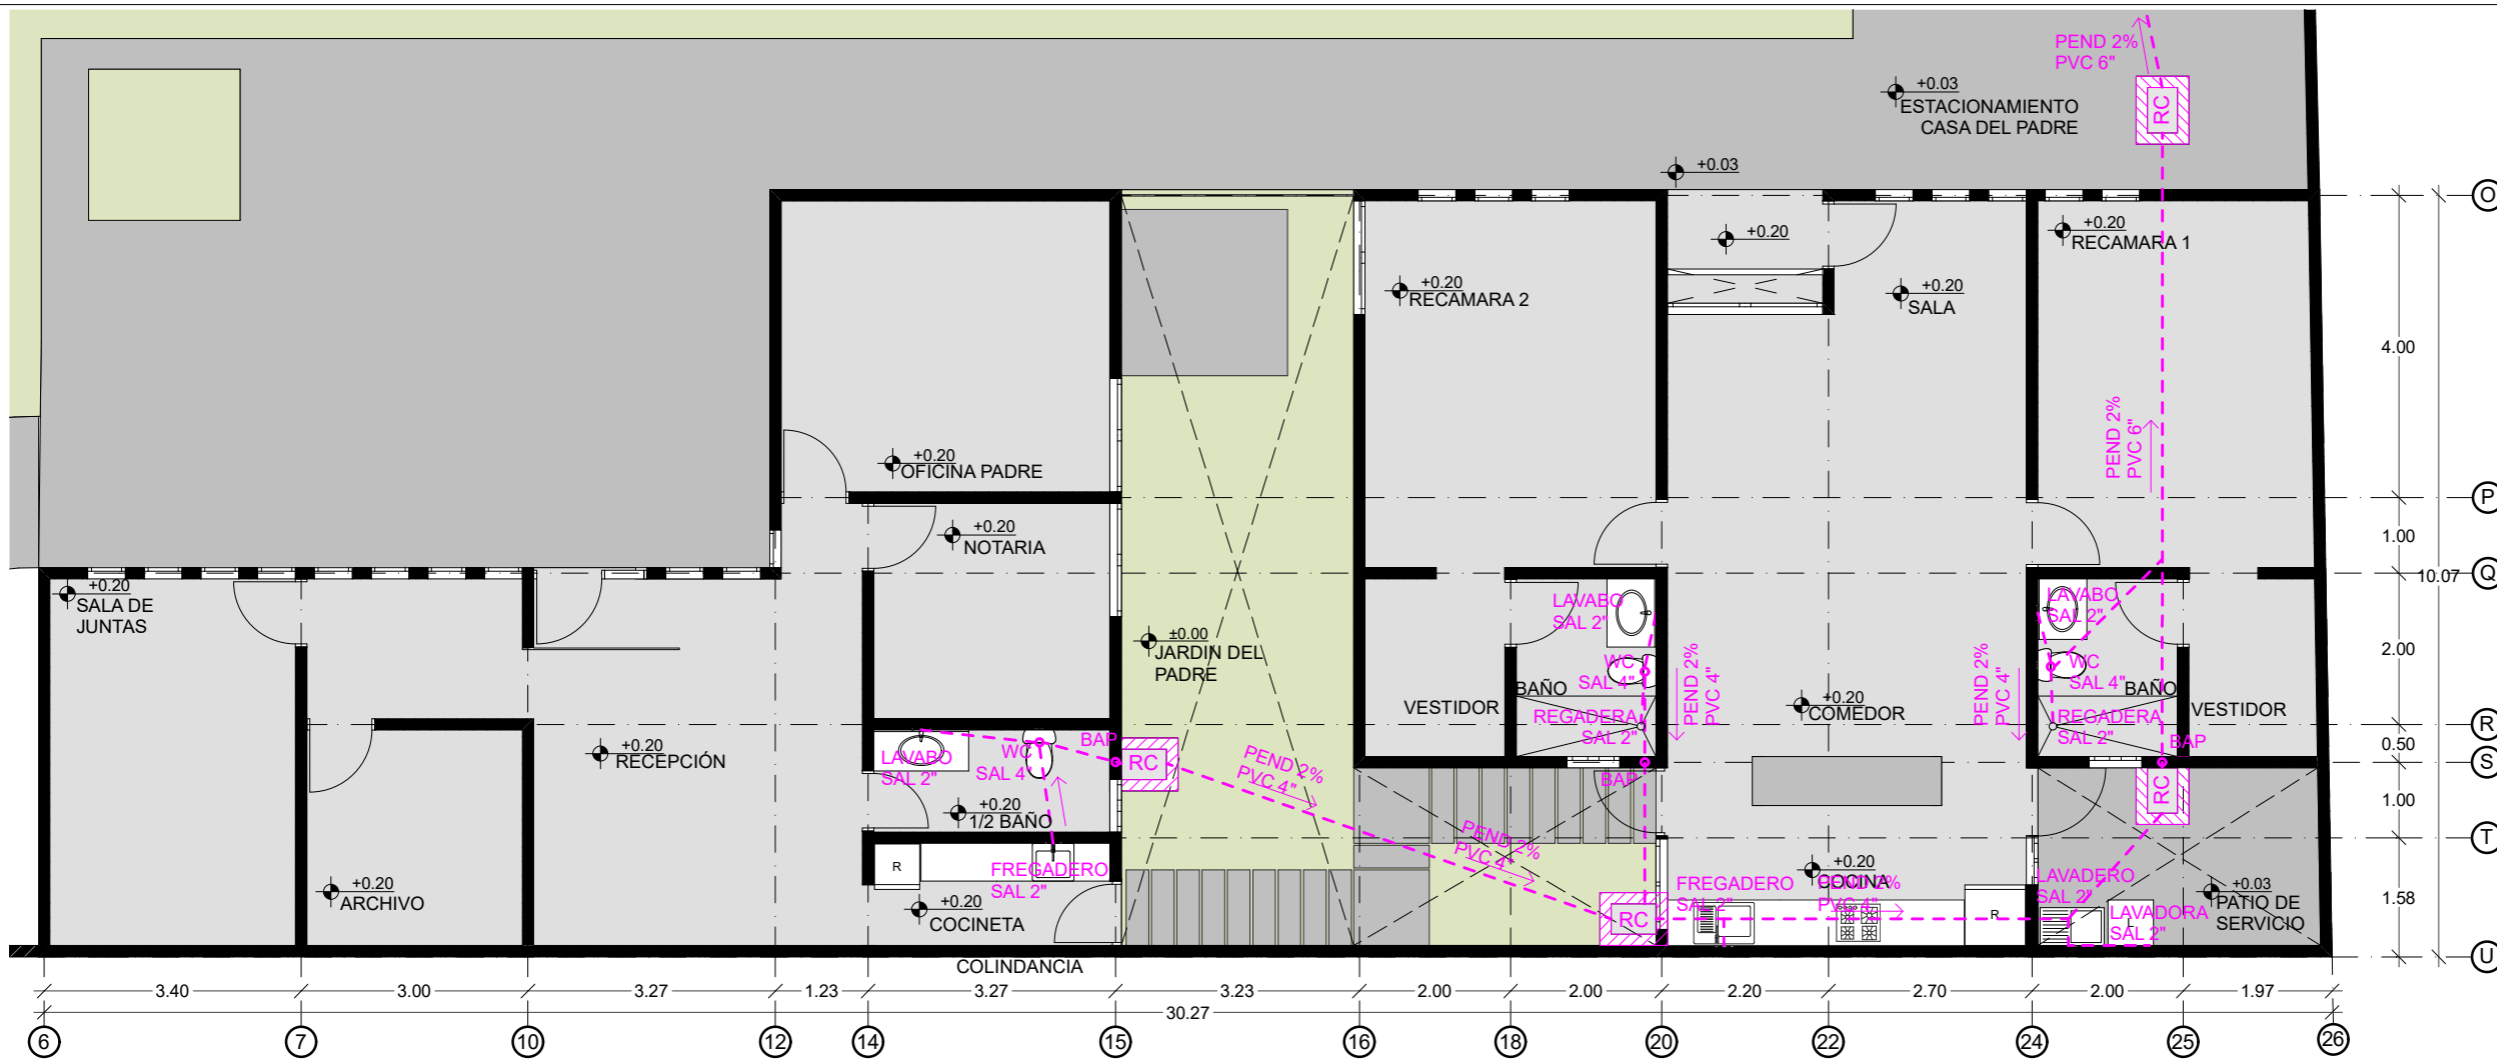 PEND 2%
PVC 6"
RC
+0.03
ESTACIONAMIENTO
CASA DEL PADRE
+0.03
O
+0.20
RECAMARA 1
+0.20
+0.20
RECAMARA 2
+0.20
SALA
4.00
PEND 2%
PVC 6"
+0.20
OFICINA PADRE
P
+0.20
NOTARIA
1.00
10.07
Q
+0.20
SALA DE
JUNTAS
LAVABO
SAL 2"
LAVABO
SAL 2"
±0.00
JARDIN DEL
PADRE
2.00
WC
SAL 4"
PEND 2%
PVC 4"
PEND 2%
PVC 4"
WC
SAL 4"
BAÑO
BAÑO
VESTIDOR
+0.20
COMEDOR
VESTIDOR
REGADERA
SAL 2"
REGADERA
SAL 2"
R
0.50
+0.20
RECEPCIÓN
LAVABO
SAL 2"
WC
SAL 4"
BAP
RC
PEND 2%
PVC 4"
BAP
BAP
S
RC
1.00
+0.20
1/2 BAÑO
PEND 2%
PVC 4"
T
R
FREGADERO
SAL 2"
+0.20
ARCHIVO
+0.20
COCINETA
RC
FREGADERO
SAL 2"
+0.20
COCINA
PEND 2%
PVC 4"
R
LAVADERO
SAL 2"
LAVADORA
SAL 2"
+0.03
PATIO DE
SERVICIO
1.58
U
COLINDANCIA
3.40
3.00
3.27
1.23
3.27
3.23
2.00
2.00
2.20
2.70
2.00
1.97
30.27
6
7
10
12
14
15
16
18
20
22
24
25
26